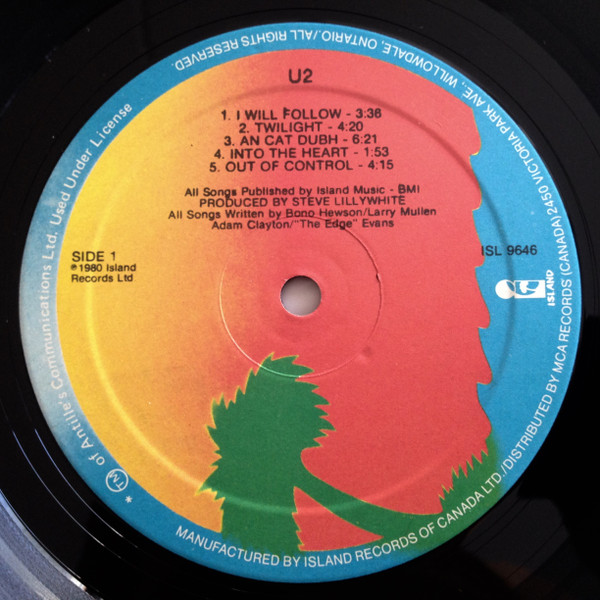 U2
1. I WILL FOLLOW - 3:38
2. TWILIGHT - 4:20
3. AN CAT DUBH - 6:21
4. INTO THE HEART - 1:53
5. OUT OF CONTROL - 4:15
All Songs Published by Island Music - BMI
PRODUCED BY STEVE LILLYWHITE
All Songs Written by Bono Hewson/Larry Mullen
Adam Clayton/"The Edge" Evans
SIDE 1
℗1980 Island
Records Ltd
ISL 9646
ISLAND
MANUFACTURED BY ISLAND RECORDS OF CANADA LTD./DISTRIBUTED BY MCA RECORDS (CANADA) 2450 VICTORIA PARK AVE, WILLOWDALE, ONTARIO./ALL RIGHTS RESERVED.
* TM of Antille's Communications Ltd. Used Under License